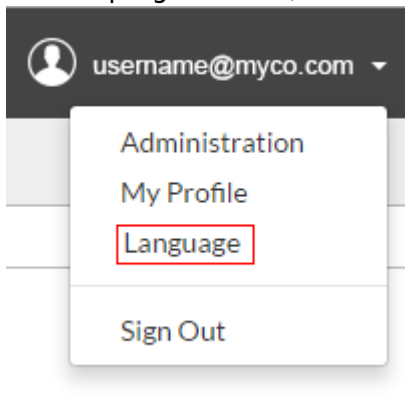 username@myco.com
Administration
My Profile
Language
Sign Out